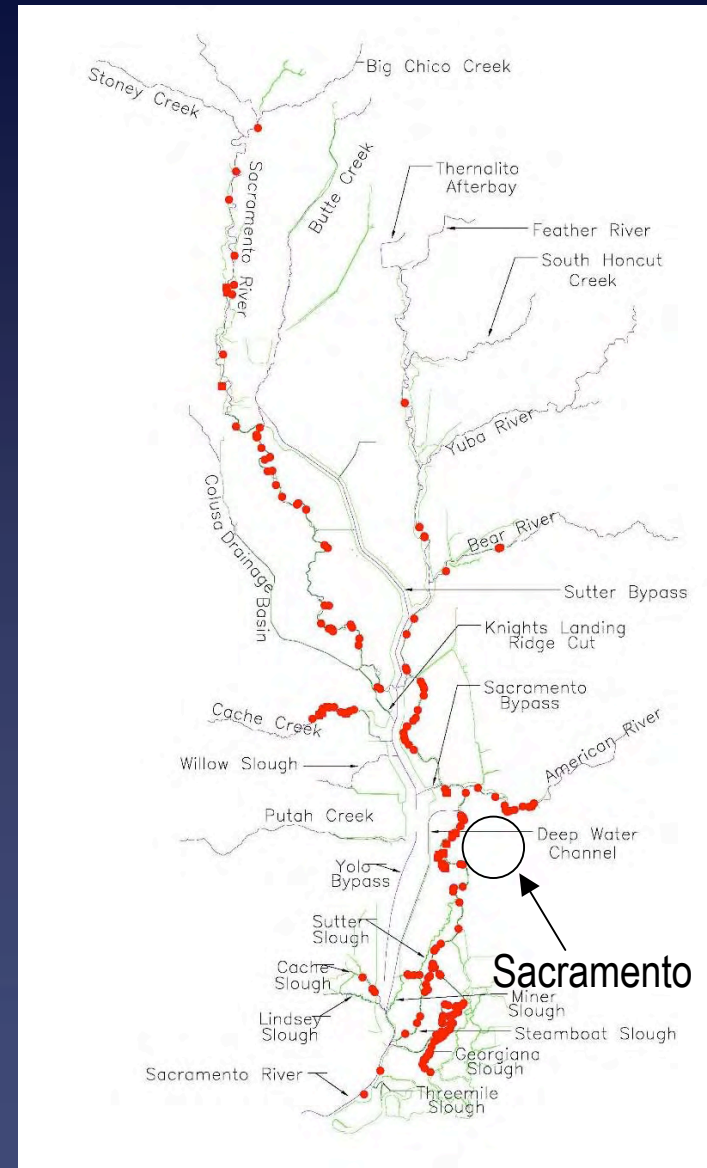 Big Chico Creek
Stoney Creek
Sacramento River
Butte Creek
Thernalito
Afterbay
Feather River
South Honcut
Creek
Yuba River
Bear River
Colusa Drainage
Basin
Sutter Bypass
Knights Landing
Ridge Cut
Sacramento
Bypass
Cache Creek
American River
Willow Slough
Putah Creek
Deep Water
Channel
Yolo
Bypass
Sutter
Slough
Sacramento
Cache
Slough
Miner
Slough
Lindsey
Slough
Steamboat Slough
Georgiana
Slough
Sacramento River
Threemile
Slough